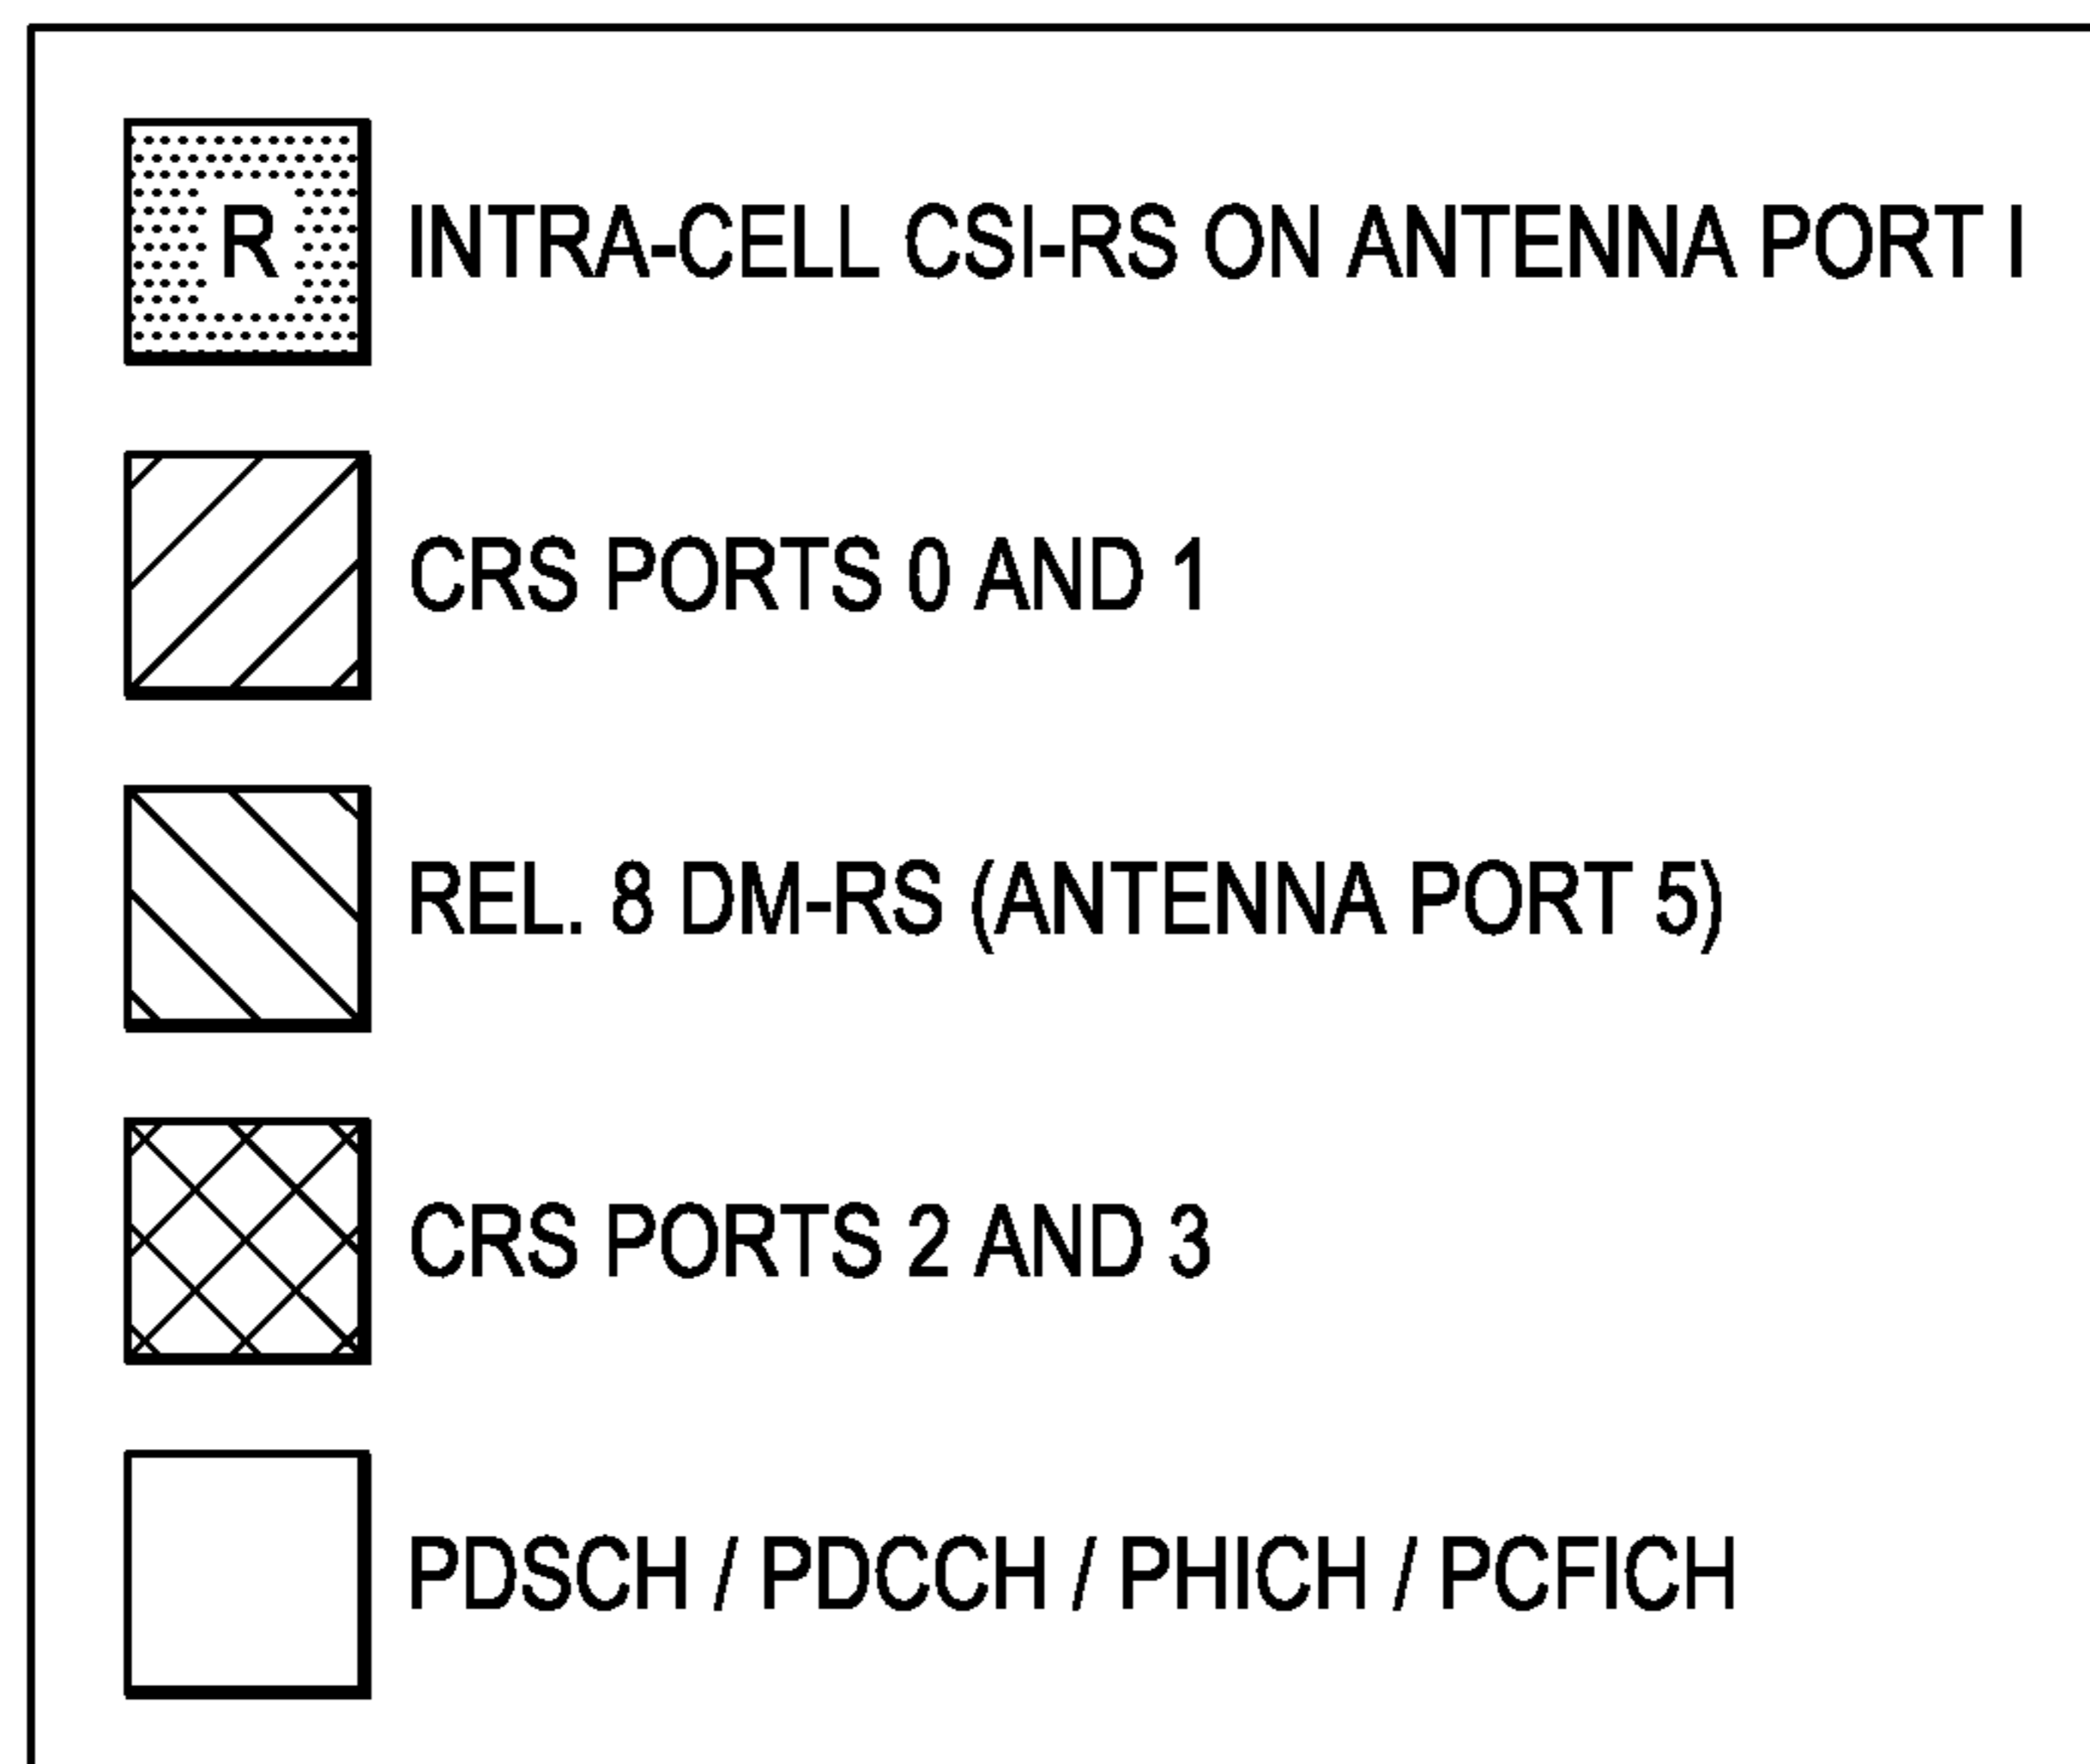 R INTRA-CELL CSI-RS ON ANTENNA PORT I
CRS PORTS 0 AND 1
REL. 8 DM-RS (ANTENNA PORT 5)
CRS PORTS 2 AND 3
PDSCH / PDCCH / PHICH / PCFICH